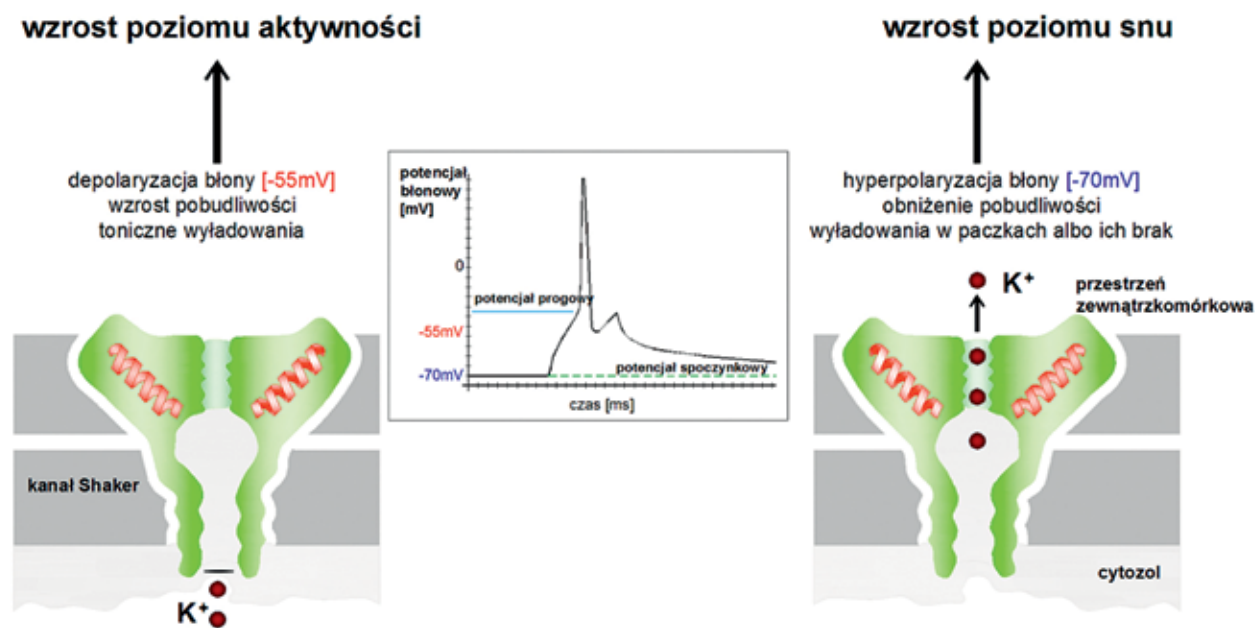 wzrost poziomu aktywności
depolaryzacja błony [-55mV]
wzrost pobudliwości
toniczne wyładowania
kanał Shaker
K⁺
potencjał
błonowy
[mV]
0
potencjał progowy
-55mV
-70mV
potencjał spoczynkowy
czas [ms]
wzrost poziomu snu
hyperpolaryzacja błony [-70mV]
obniżenie pobudliwości
wyładowania w paczkach albo ich brak
K⁺
przestrzeń
zewnątrzkomórkowa
cytozol